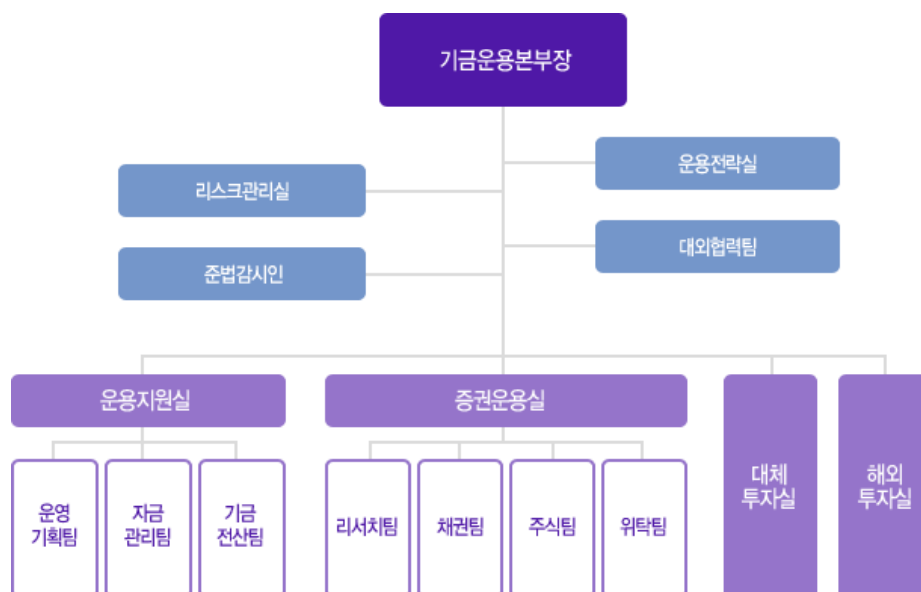 기금운용본부장
운용전략실
리스크관리실
대외협력팀
준법감시인
운용지원실
증권운용실
대체
투자실
해외
투자실
운영
기획팀
자금
관리팀
기금
전산팀
리서치팀
채권팀
주식팀
위탁팀